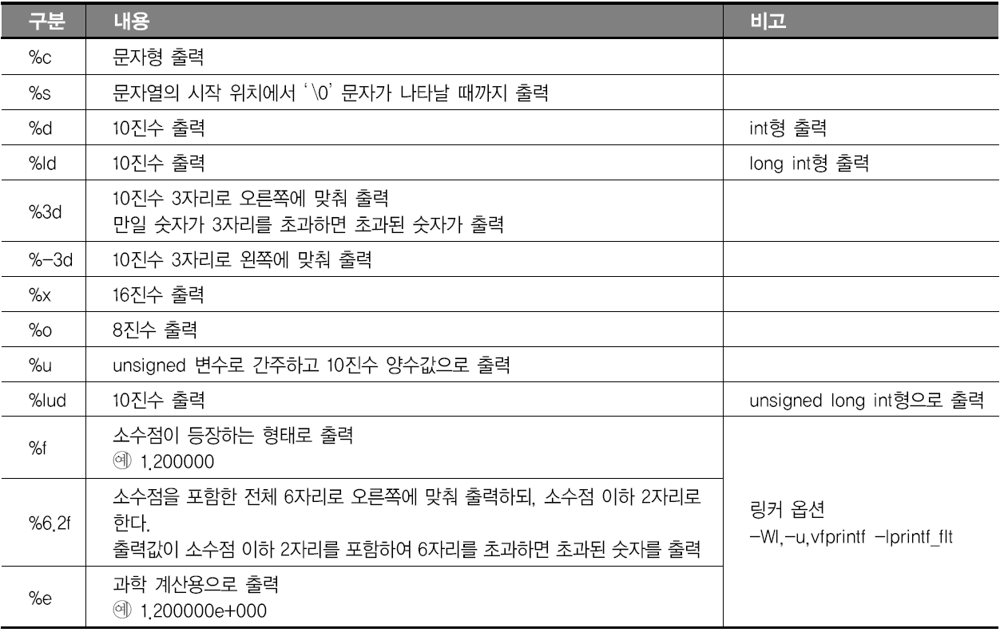 구분 내용 비고
%c 문자형 출력
%s 문자열의 시작 위치에서 ‘\0’ 문자가 나타날 때까지 출력
%d 10진수 출력 int형 출력
%ld 10진수 출력 long int형 출력
%3d 10진수 3자리로 오른쪽에 맞춰 출력
만일 숫자가 3자리를 초과하면 초과된 숫자가 출력
%-3d 10진수 3자리로 왼쪽에 맞춰 출력
%x 16진수 출력
%o 8진수 출력
%u unsigned 변수로 간주하고 10진수 양수값으로 출력
%lud 10진수 출력 unsigned long int형으로 출력
%f 소수점이 등장하는 형태로 출력
예 1.200000
%6.2f 소수점을 포함한 전체 6자리로 오른쪽에 맞춰 출력하되, 소수점 이하 2자리로
한다.
출력값이 소수점 이하 2자리를 포함하여 6자리를 초과하면 초과된 숫자를 출력
링커 옵션
-Wl,-u,vfprintf -lprintf_flt
%e 과학 계산용으로 출력
예 1.200000e+000